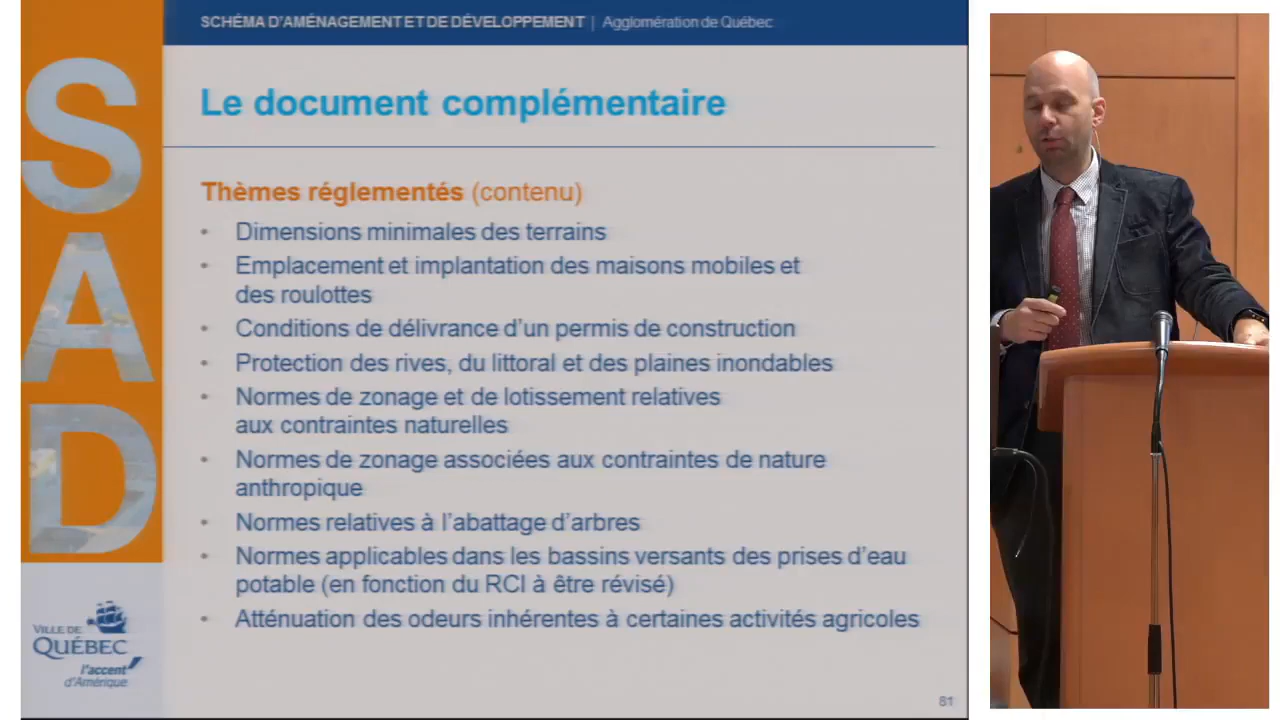 SCHÉMA D'AMÉNAGEMENT ET DE DÉVELOPPEMENT | Agglomération de Québec
SAD
Le document complémentaire
Thèmes réglementés (contenu)
• Dimensions minimales des terrains
• Emplacement et implantation des maisons mobiles et
des roulottes
• Conditions de délivrance d'un permis de construction
• Protection des rives, du littoral et des plaines inondables
• Normes de zonage et de lotissement relatives
aux contraintes naturelles
• Normes de zonage associées aux contraintes de nature
anthropique
• Normes relatives à l'abattage d'arbres
• Normes applicables dans les bassins versants des prises d'eau
potable (en fonction du RCI à être révisé)
• Atténuation des odeurs inhérentes à certaines activités agricoles
VILLE DE
QUÉBEC
l'accent
d'Amérique
81